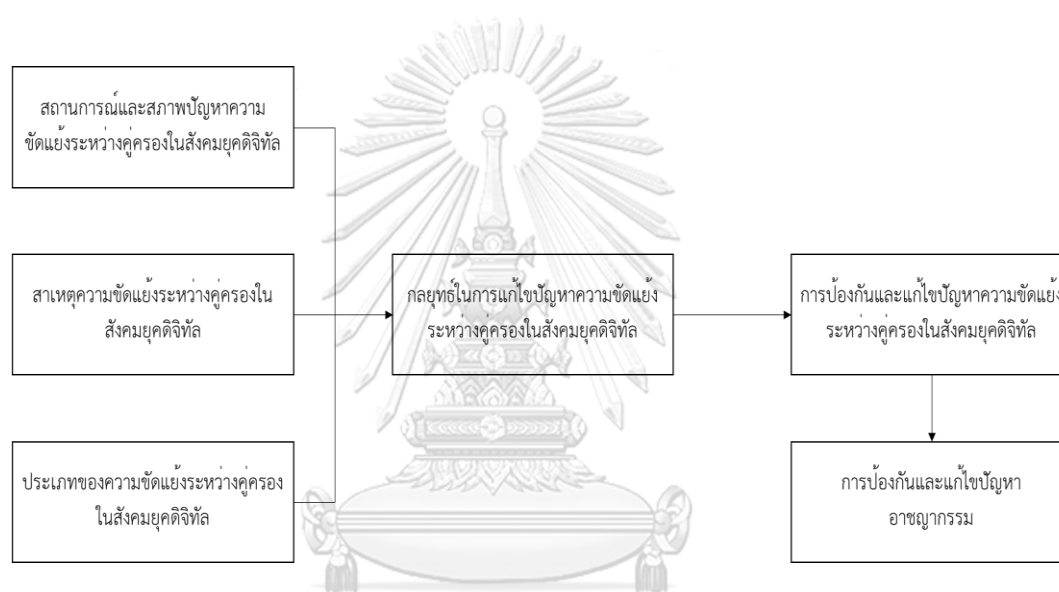 สถานการณ์และสภาพปัญหาความ
ขัดแย้งระหว่างคู่ครองในสังคมยุคดิจิทัล
สาเหตุความขัดแย้งระหว่างคู่ครองใน
สังคมยุคดิจิทัล
ประเภทของความขัดแย้งระหว่างคู่ครอง
ในสังคมยุคดิจิทัล
กลยุทธ์ในการแก้ไขปัญหาความขัดแย้ง
ระหว่างคู่ครองในสังคมยุคดิจิทัล
การป้องกันและแก้ไขปัญหาความขัดแย้ง
ระหว่างคู่ครองในสังคมยุคดิจิทัล
การป้องกันและแก้ไขปัญหา
อาชญากรรม